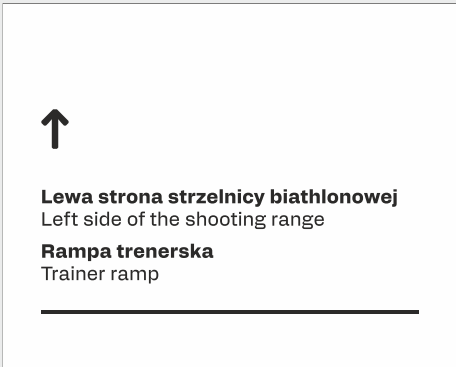 Lewa strona strzelnicy biathlonowej
Left side of the shooting range
Rampa trenerska
Trainer ramp